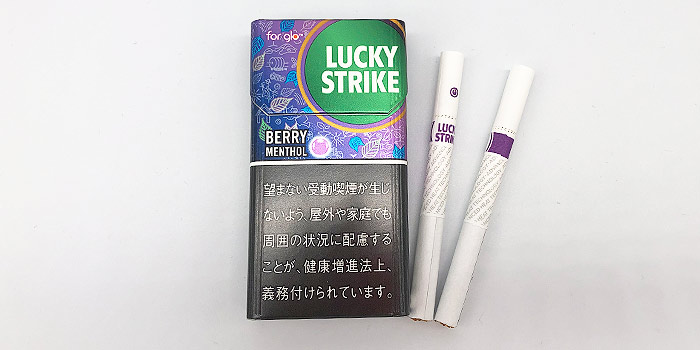 for glo™
LUCKY
STRIKE
BERRY
MENTHOL
望まない受動喫煙が生じ
ないよう、屋外や家庭でも
周囲の状況に配慮する
ことが、健康増進法上、
義務付けられています。
LUCKY
STRIKE